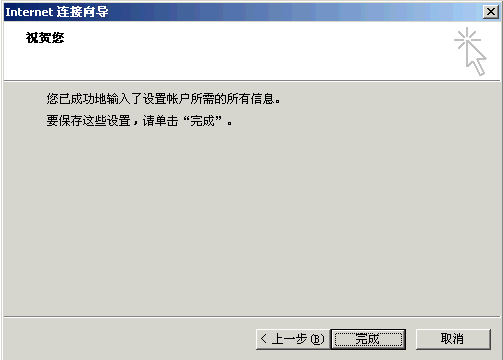 Internet 连接向导
祝贺您
您已成功地输入了设置帐户所需的所有信息。
要保存这些设置，请单击“完成”。
< 上一步(B) 完成 取消